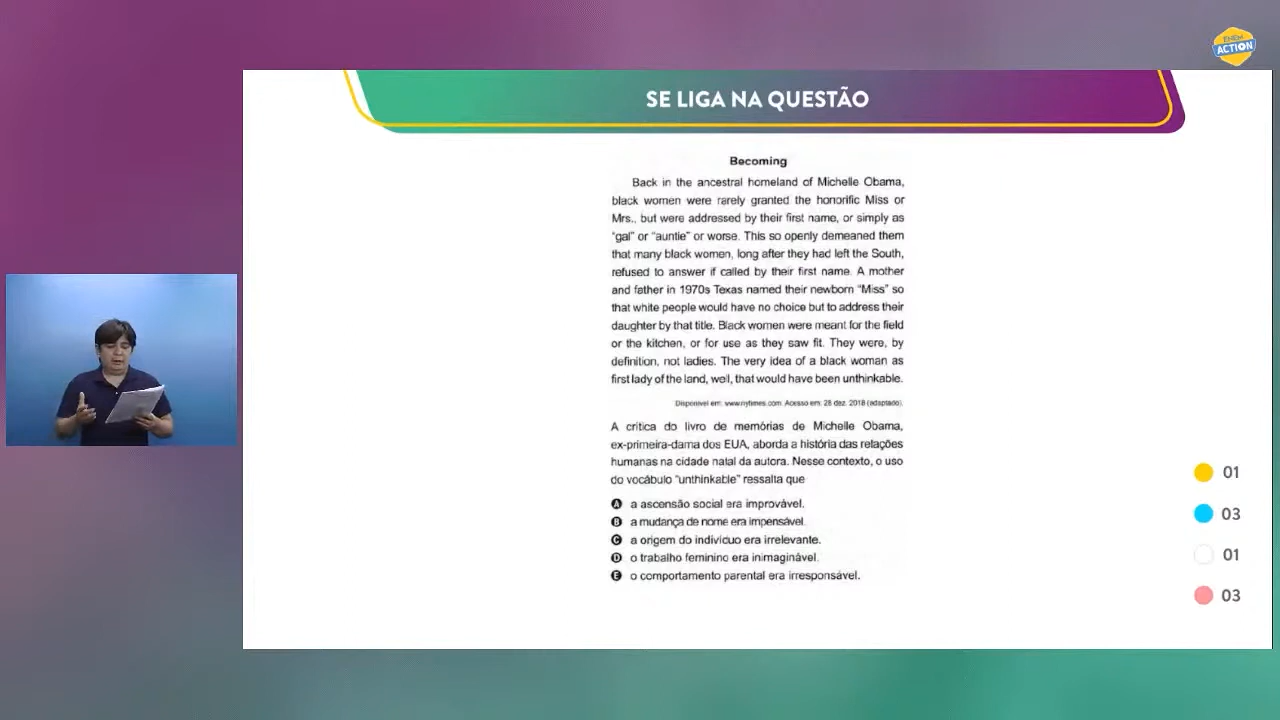 ENEM
ACTION
SE LIGA NA QUESTÃO
Becoming
Back in the ancestral homeland of Michelle Obama,
black women were rarely granted the honorific Miss or
Mrs., but were addressed by their first name, or simply as
“gal” or “auntie” or worse. This so openly demeaned them
that many black women, long after they had left the South,
refused to answer if called by their first name. A mother
and father in 1970s Texas named their newborn “Miss” so
that white people would have no choice but to address their
daughter by that title. Black women were meant for the field
or the kitchen, or for use as they saw fit. They were, by
definition, not ladies. The very idea of a black woman as
first lady of the land, well, that would have been unthinkable.
Disponível em: www.nytimes.com. Acesso em: 28 dez. 2018 (adaptado).
A crítica do livro de memórias de Michelle Obama,
ex-primeira-dama dos EUA, aborda a história das relações
humanas na cidade natal da autora. Nesse contexto, o uso
do vocábulo “unthinkable” ressalta que
A a ascensão social era improvável.
B a mudança de nome era impensável.
C a origem do indivíduo era irrelevante.
D o trabalho feminino era inimaginável.
E o comportamento parental era irresponsável.
01
03
01
03